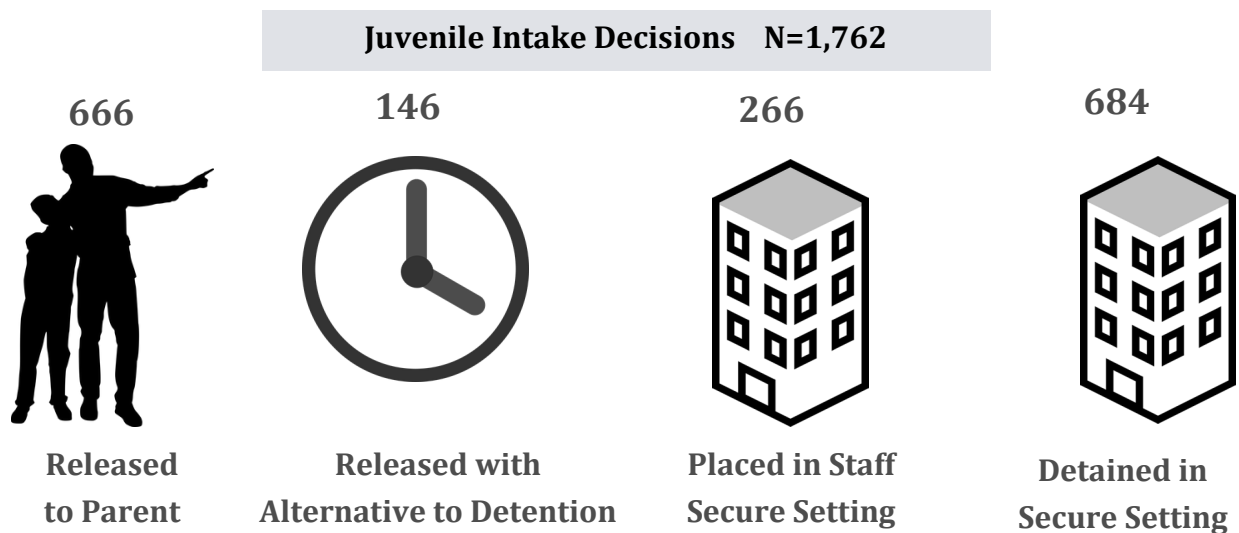 Juvenile Intake Decisions N=1,762
666
146
266
684
Released
to Parent
Released with
Alternative to Detention
Placed in Staff
Secure Setting
Detained in
Secure Setting